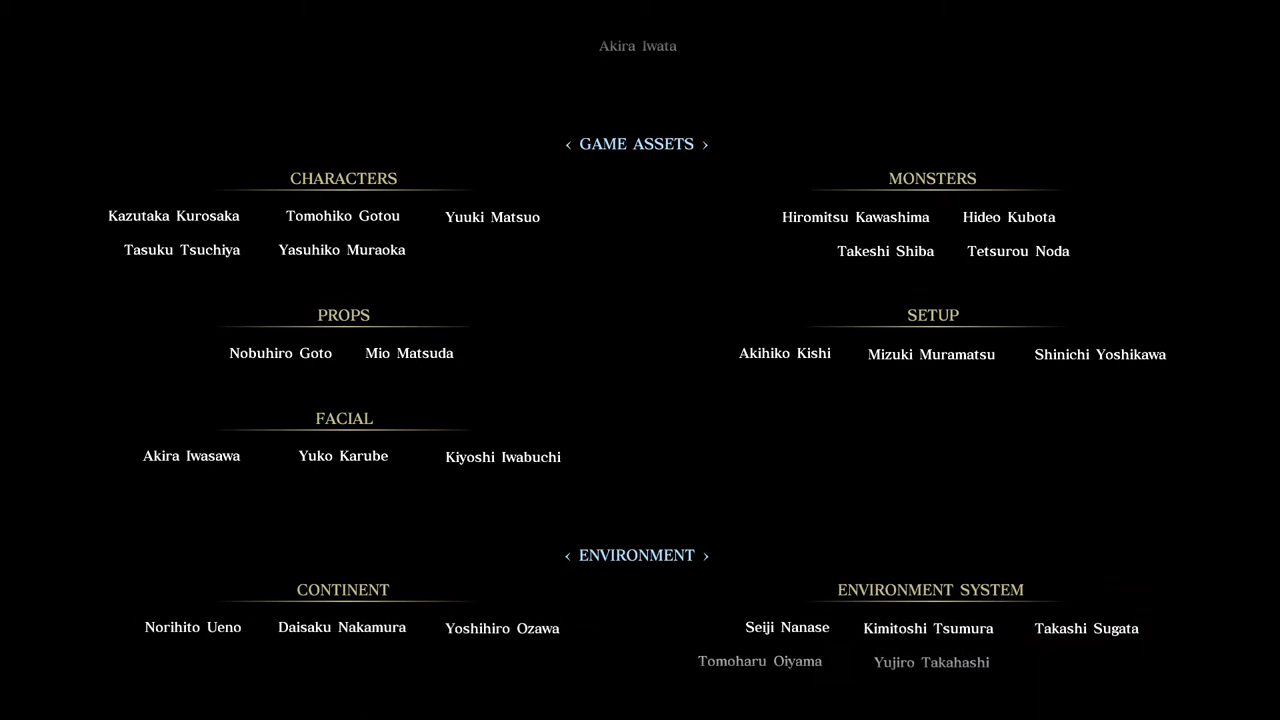 Akira Iwata
‹ GAME ASSETS ›
CHARACTERS
Kazutaka Kurosaka Tomohiko Gotou Yuuki Matsuo
Tasuku Tsuchiya Yasuhiko Muraoka
MONSTERS
Hiromitsu Kawashima Hideo Kubota
Takeshi Shiba Tetsurou Noda
PROPS
Nobuhiro Goto Mio Matsuda
SETUP
Akihiko Kishi Mizuki Muramatsu Shinichi Yoshikawa
FACIAL
Akira Iwasawa Yuko Karube Kiyoshi Iwabuchi
‹ ENVIRONMENT ›
CONTINENT
Norihito Ueno Daisaku Nakamura Yoshihiro Ozawa
ENVIRONMENT SYSTEM
Seiji Nanase Kimitoshi Tsumura Takashi Sugata
Tomoharu Oiyama Yujiro Takahashi